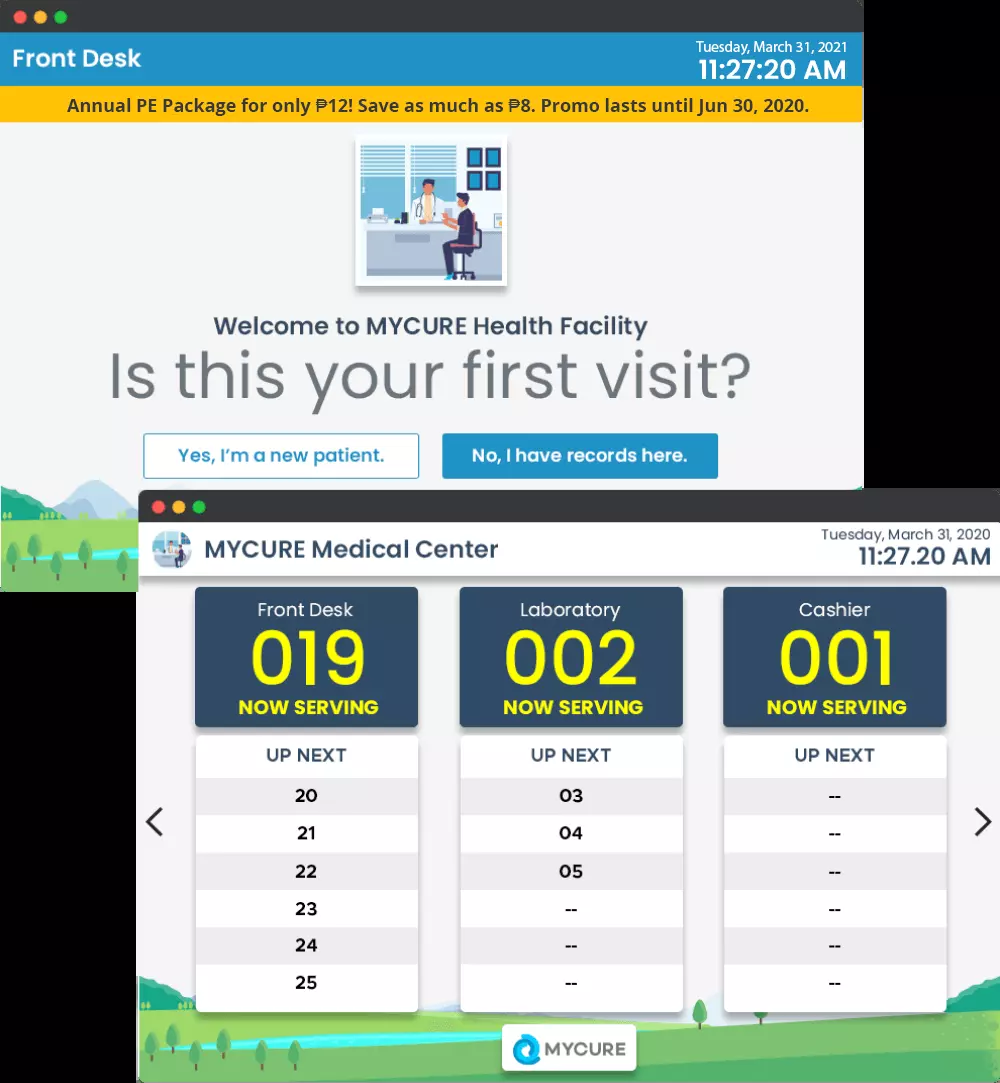 Front Desk
Tuesday, March 31, 2021
11:27:20 AM
Annual PE Package for only ₱12! Save as much as ₱8. Promo lasts until Jun 30, 2020.
Welcome to MYCURE Health Facility
Is this your first visit?
Yes, I'm a new patient.
No, I have records here.
MYCURE Medical Center
Tuesday, March 31, 2020
11:27.20 AM
Front Desk
019
NOW SERVING
UP NEXT
20
21
22
23
24
25
Laboratory
002
NOW SERVING
UP NEXT
03
04
05
--
--
--
Cashier
001
NOW SERVING
UP NEXT
--
--
--
--
--
--
MYCURE